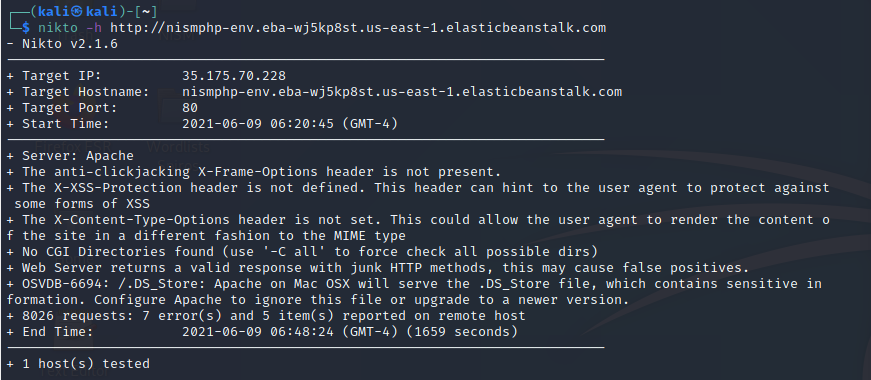 ┌──(kali㉿kali)-[~]
└─$ nikto -h http://nismphp-env.eba-wj5kp8st.us-east-1.elasticbeanstalk.com
- Nikto v2.1.6
---------------------------------------------------------------------------
+ Target IP:          35.175.70.228
+ Target Hostname:    nismphp-env.eba-wj5kp8st.us-east-1.elasticbeanstalk.com
+ Target Port:        80
+ Start Time:         2021-06-09 06:20:45 (GMT-4)
---------------------------------------------------------------------------
+ Server: Apache
+ The anti-clickjacking X-Frame-Options header is not present.
+ The X-XSS-Protection header is not defined. This header can hint to the user agent to protect against
 some forms of XSS
+ The X-Content-Type-Options header is not set. This could allow the user agent to render the content o
f the site in a different fashion to the MIME type
+ No CGI Directories found (use '-C all' to force check all possible dirs)
+ Web Server returns a valid response with junk HTTP methods, this may cause false positives.
+ OSVDB-6694: /.DS_Store: Apache on Mac OSX will serve the .DS_Store file, which contains sensitive in
formation. Configure Apache to ignore this file or upgrade to a newer version.
+ 8026 requests: 7 error(s) and 5 item(s) reported on remote host
+ End Time:           2021-06-09 06:48:24 (GMT-4) (1659 seconds)
---------------------------------------------------------------------------
+ 1 host(s) tested